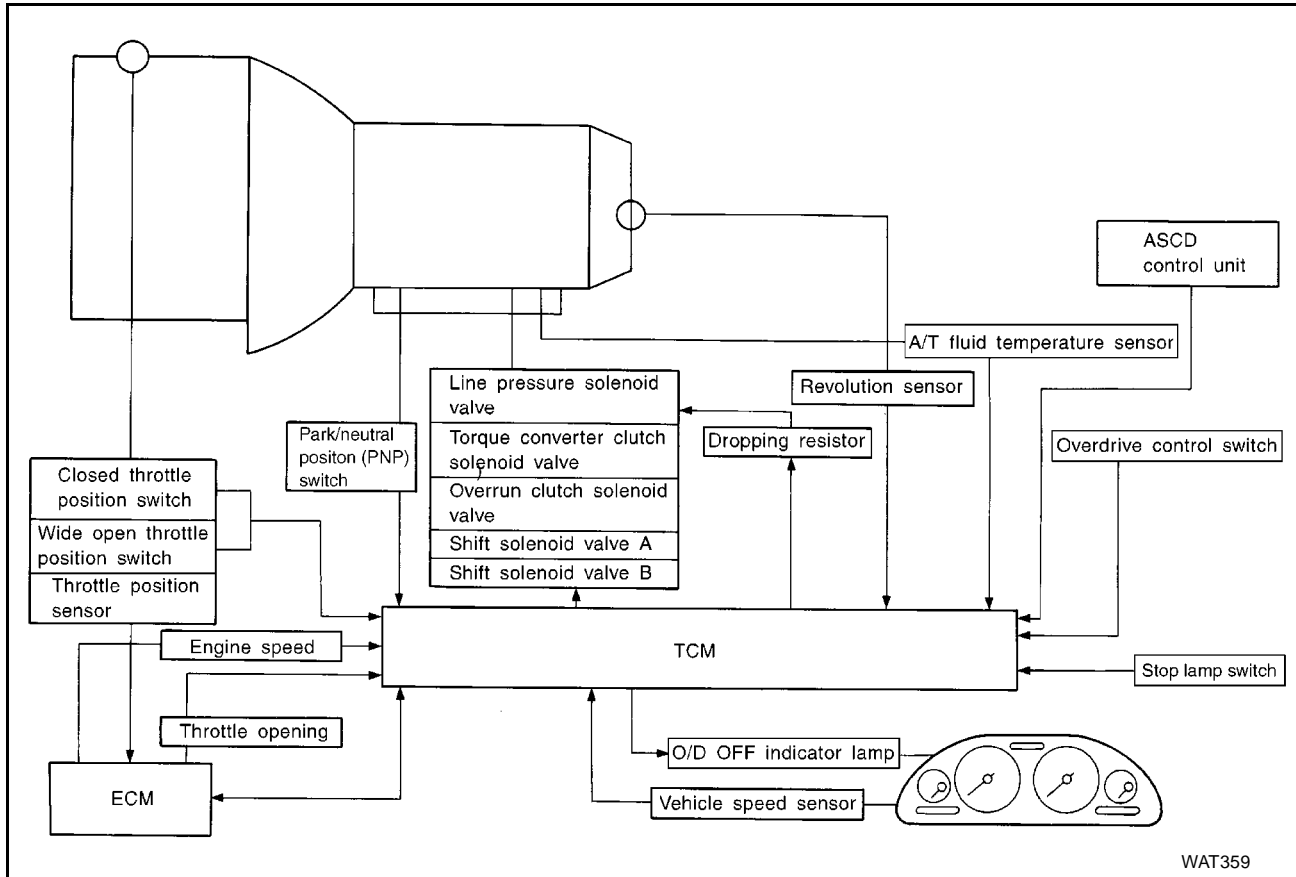 ASCD
control unit
A/T fluid temperature sensor
Line pressure solenoid
valve
Revolution sensor
Torque converter clutch
solenoid valve
Dropping resistor
Park/neutral
positon (PNP)
switch
Overdrive control switch
Closed throttle
position switch
Overrun clutch solenoid
valve
Wide open throttle
position switch
Shift solenoid valve A
Shift solenoid valve B
Throttle position
sensor
Engine speed
TCM
Stop lamp switch
Throttle opening
O/D OFF indicator lamp
ECM
Vehicle speed sensor
WAT359